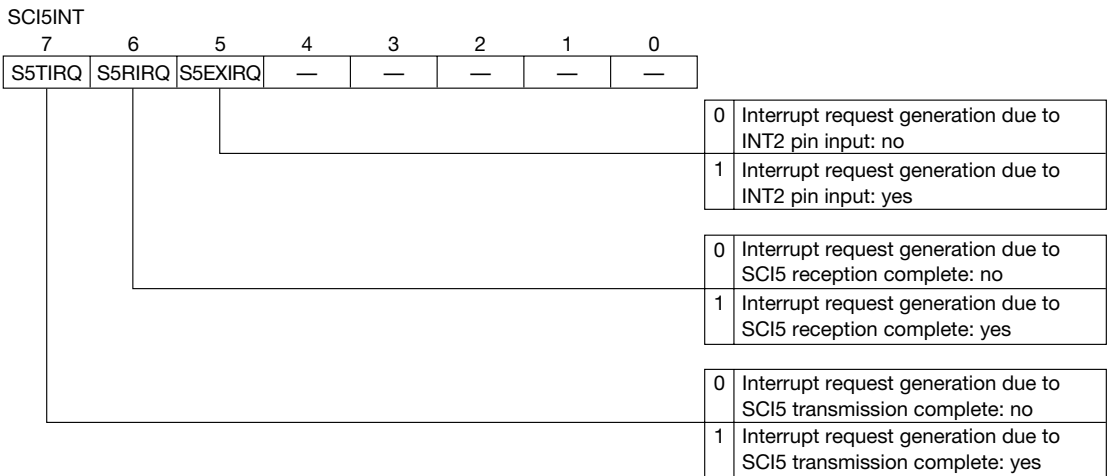 SCI5INT
7 6 5 4 3 2 1 0
S5TIRQ S5RIRQ S5EXIRQ — — — — —
0 Interrupt request generation due to
INT2 pin input: no
1 Interrupt request generation due to
INT2 pin input: yes
0 Interrupt request generation due to
SCI5 reception complete: no
1 Interrupt request generation due to
SCI5 reception complete: yes
0 Interrupt request generation due to
SCI5 transmission complete: no
1 Interrupt request generation due to
SCI5 transmission complete: yes